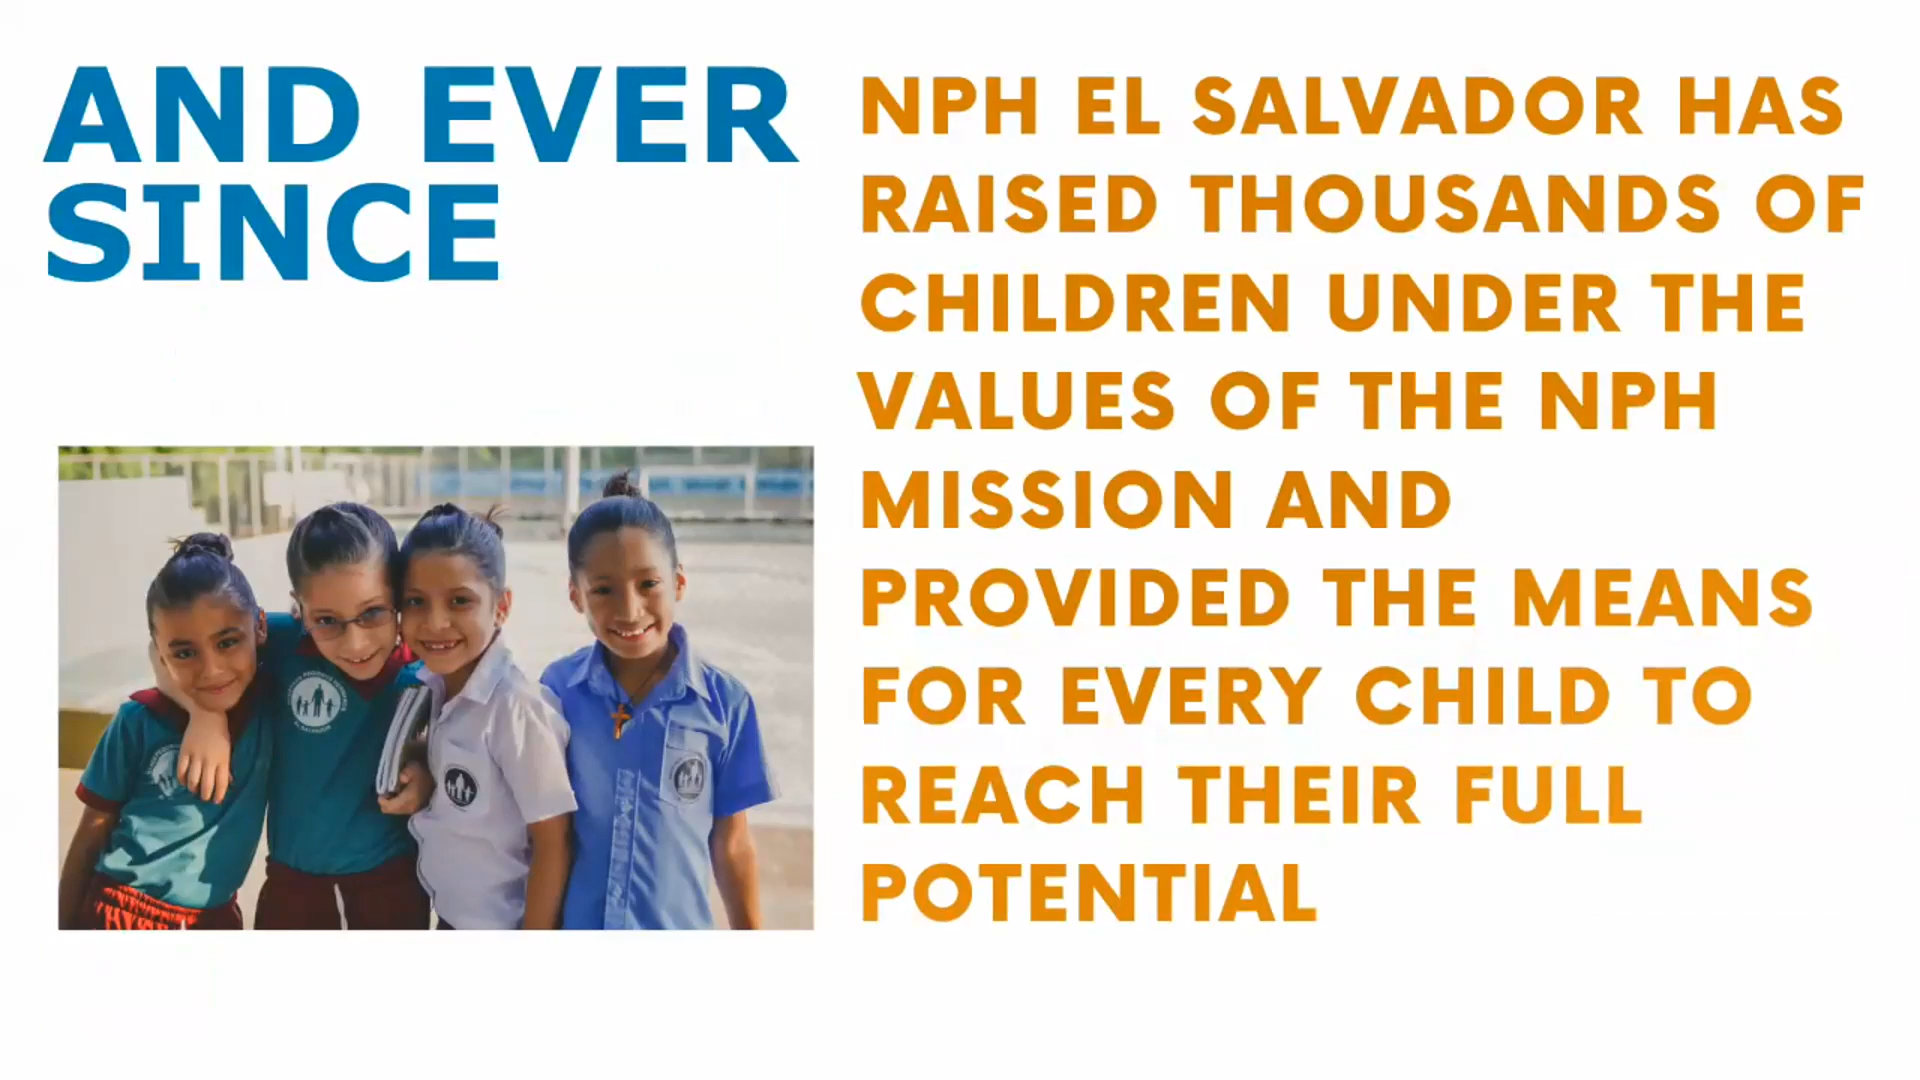 AND EVER
SINCE
NPH EL SALVADOR HAS
RAISED THOUSANDS OF
CHILDREN UNDER THE
VALUES OF THE NPH
MISSION AND
PROVIDED THE MEANS
FOR EVERY CHILD TO
REACH THEIR FULL
POTENTIAL